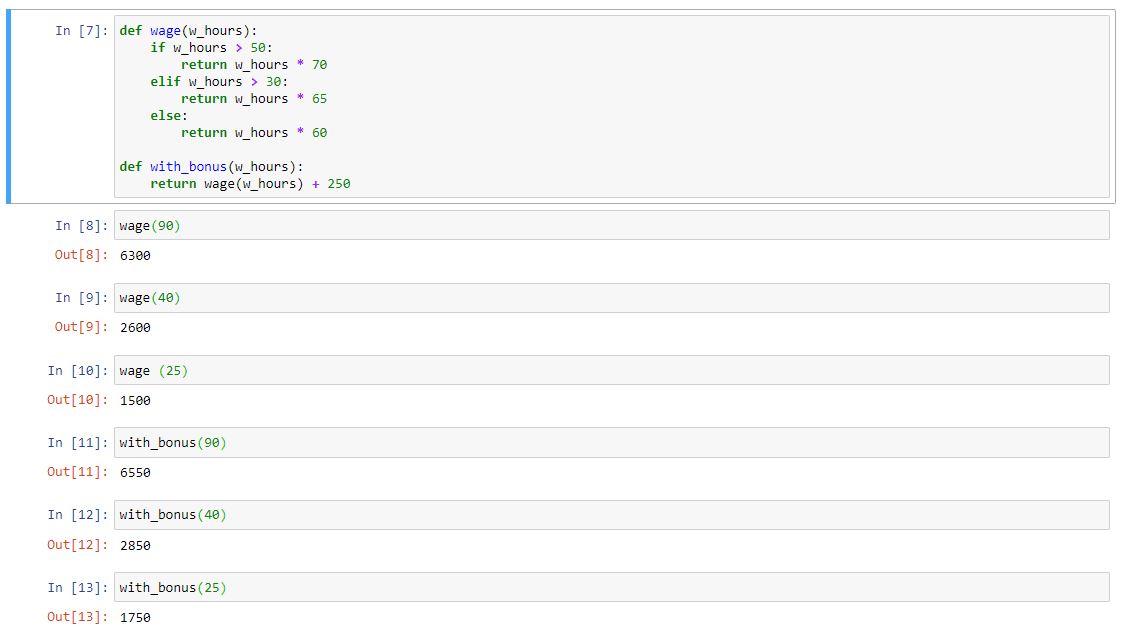 In [7]: def wage(w_hours):
    if w_hours > 50:
        return w_hours * 70
    elif w_hours > 30:
        return w_hours * 65
    else:
        return w_hours * 60

def with_bonus(w_hours):
    return wage(w_hours) + 250
In [8]: wage(90)
Out[8]: 6300
In [9]: wage(40)
Out[9]: 2600
In [10]: wage (25)
Out[10]: 1500
In [11]: with_bonus(90)
Out[11]: 6550
In [12]: with_bonus(40)
Out[12]: 2850
In [13]: with_bonus(25)
Out[13]: 1750